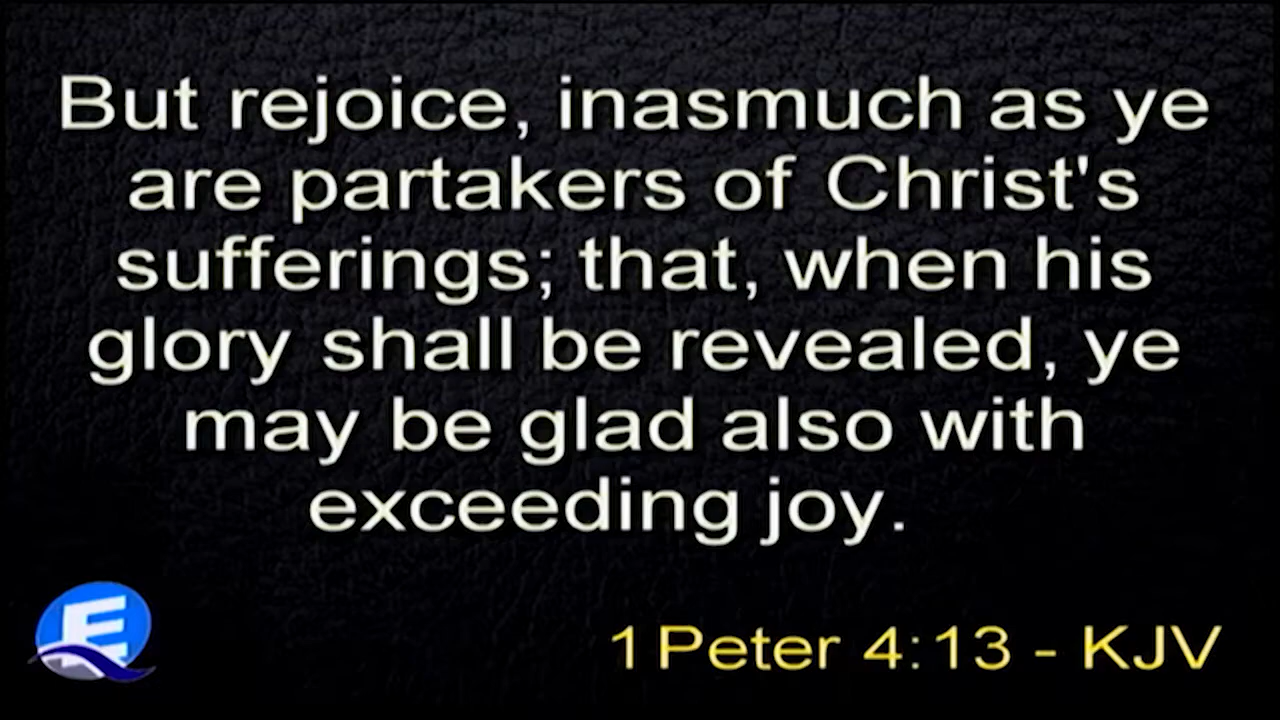 But rejoice, inasmuch as ye
are partakers of Christ's
sufferings; that, when his
glory shall be revealed, ye
may be glad also with
exceeding joy.
E
1 Peter 4:13 - KJV